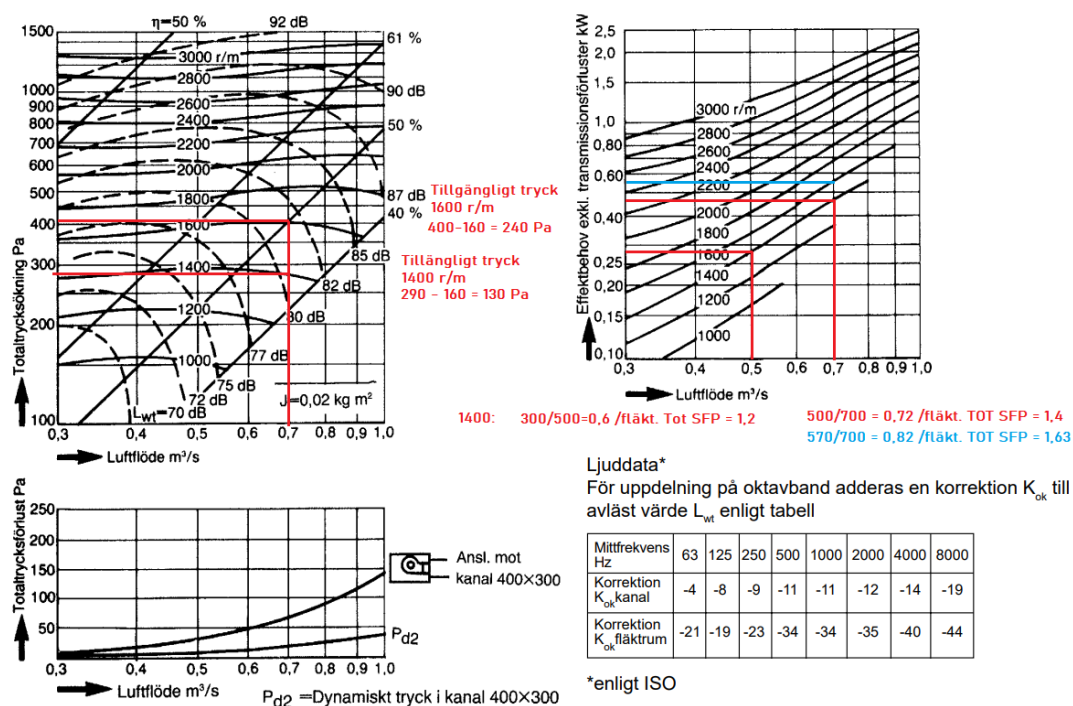 η=50 %
92 dB
1500
61 %
3000 r/m
2800
1000
90 dB
900
2600
800
2400
50 %
700
2200
600
2000
500
87 dB
1800
40 %
400
1600
85 dB
300
1400
82 dB
1200
80 dB
200
1000
77 dB
75 dB
72 dB
Lwt=70 dB
J=0,02 kg m²
100
0,3 0,4 0,5 0,6 0,7 0,8 1,0
Totaltrycksökning Pa
Luftflöde m³/s
Tillgängligt tryck
1600 r/m
400-160 = 240 Pa
Tillängligt tryck
1400 r/m
290 - 160 = 130 Pa
Effektbehov exkl. transmissionsförluster kW
2,5
2,0
1,5
1,0
0,80
0,60
0,40
0,25
0,20
0,15
0,10
3000 r/m
2800
2600
2400
2200
2000
1800
1600
1400
1200
1000
0,3 0,4 0,5 0,6 0,7 0,8 1,0
Luftflöde m³/s
1400: 300/500=0,6 /fläkt. Tot SFP = 1,2
500/700 = 0,72 /fläkt. TOT SFP = 1,4
570/700 = 0,82 /fläkt. TOT SFP = 1,63
Totaltrycksförlust Pa
250
200
150
100
50
Ansl. mot
kanal 400×300
Pd2
0,3 0,4 0,5 0,6 0,7 0,8 1,0
Luftflöde m³/s
Pd2 =Dynamiskt tryck i kanal 400×300
Ljuddata*
För uppdelning på oktavband adderas en korrektion Kok till
avläst värde Lwt enligt tabell
Mittfrekvens Hz 63 125 250 500 1000 2000 4000 8000
Korrektion Kokkanal -4 -8 -9 -11 -11 -12 -14 -19
Korrektion Kokfläktrum -21 -19 -23 -34 -34 -35 -40 -44
*enligt ISO